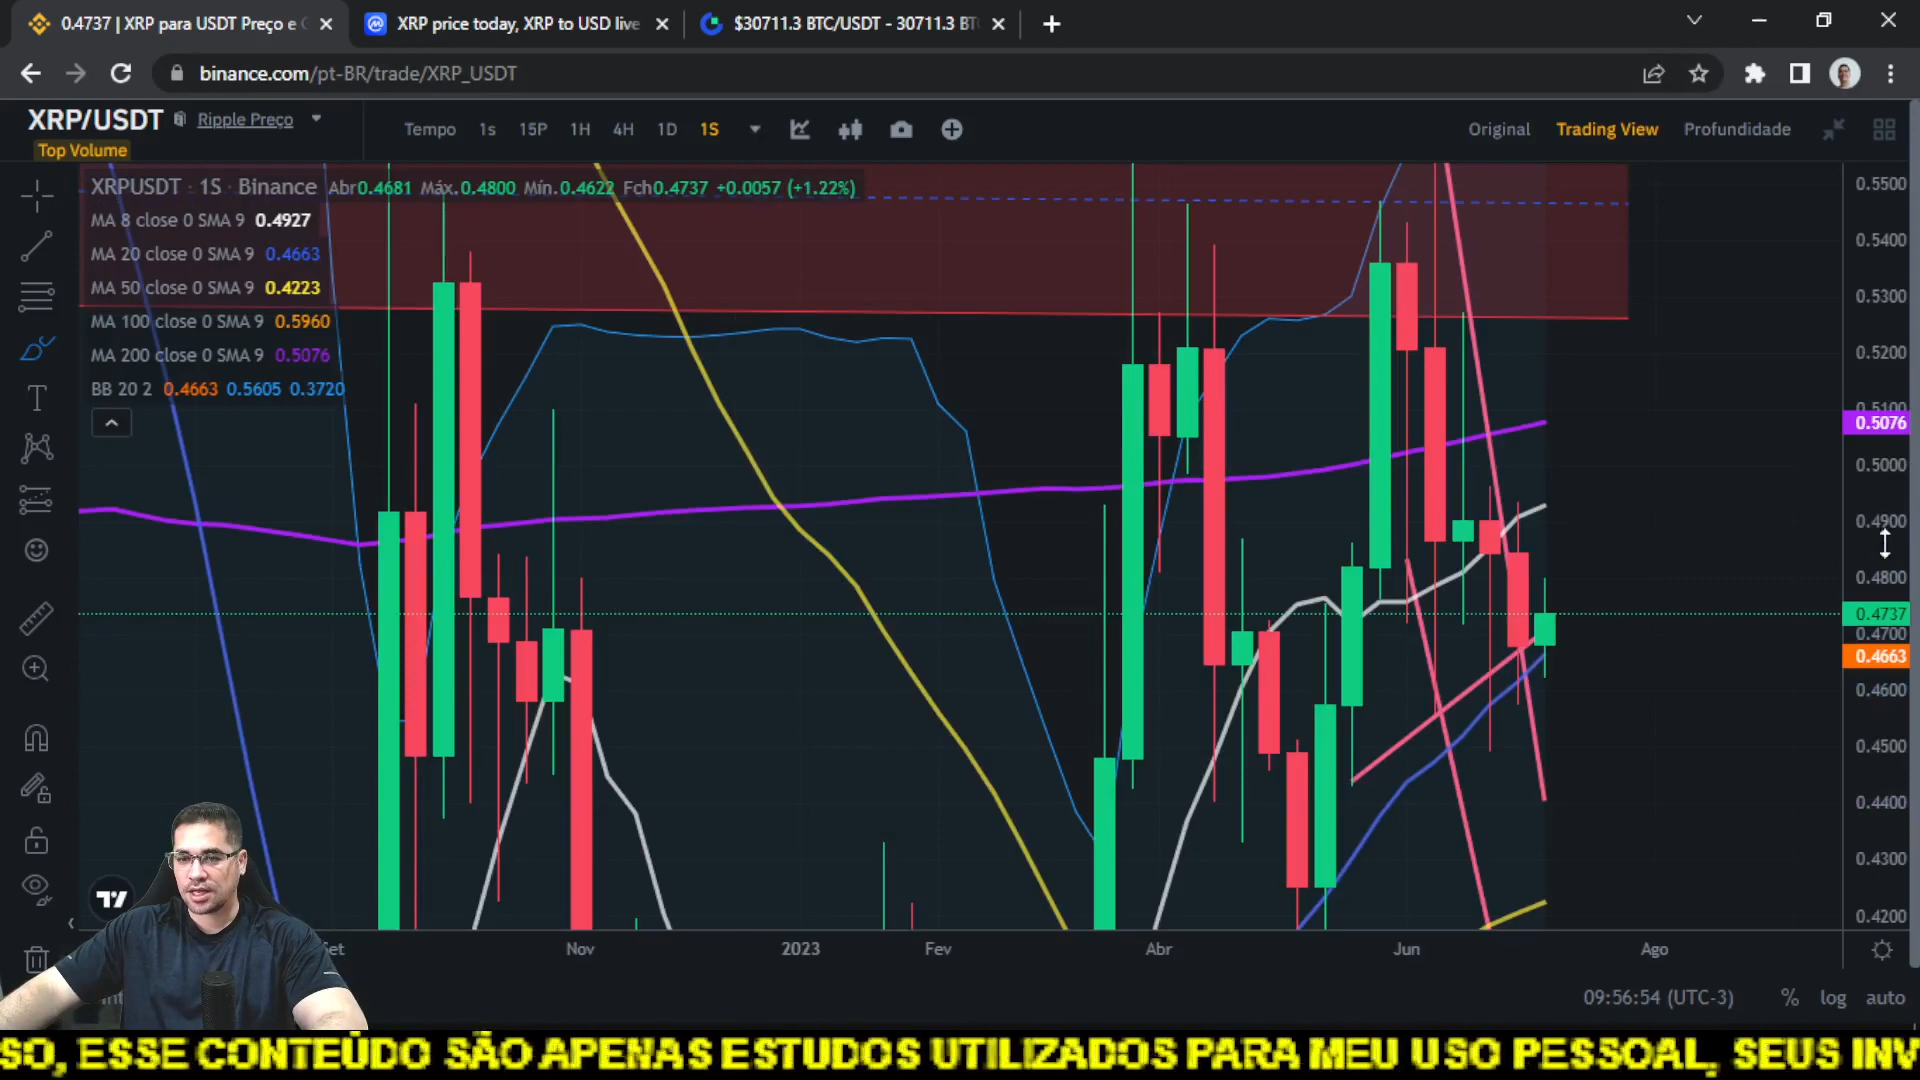 0.4737 | XRP para USDT Preço e
XRP price today, XRP to USD live
$30711.3 BTC/USDT - 30711.3 BT
binance.com/pt-BR/trade/XRP_USDT
XRP/USDT Ripple Preço
Top Volume
Tempo 1s 15P 1H 4H 1D 1S
Original Trading View Profundidade
XRPUSDT · 1S · Binance Abr0.4681 Máx.0.4800 Mín.0.4622 Fch0.4737 +0.0057 (+1.22%)
MA 8 close 0 SMA 9 0.4927
MA 20 close 0 SMA 9 0.4663
MA 50 close 0 SMA 9 0.4223
MA 100 close 0 SMA 9 0.5960
MA 200 close 0 SMA 9 0.5076
BB 20 2 0.4663 0.5605 0.3720
0.5500
0.5400
0.5300
0.5200
0.5100
0.5076
0.5000
0.4900
0.4800
0.4737
0.4700
0.4663
0.4600
0.4500
0.4400
0.4300
0.4200
Nov 2023 Fev Abr Jun Ago
09:56:54 (UTC-3) % log auto
SO, ESSE CONTEÚDO SÃO APENAS ESTUDOS UTILIZADOS PARA MEU USO PESSOAL, SEUS INV